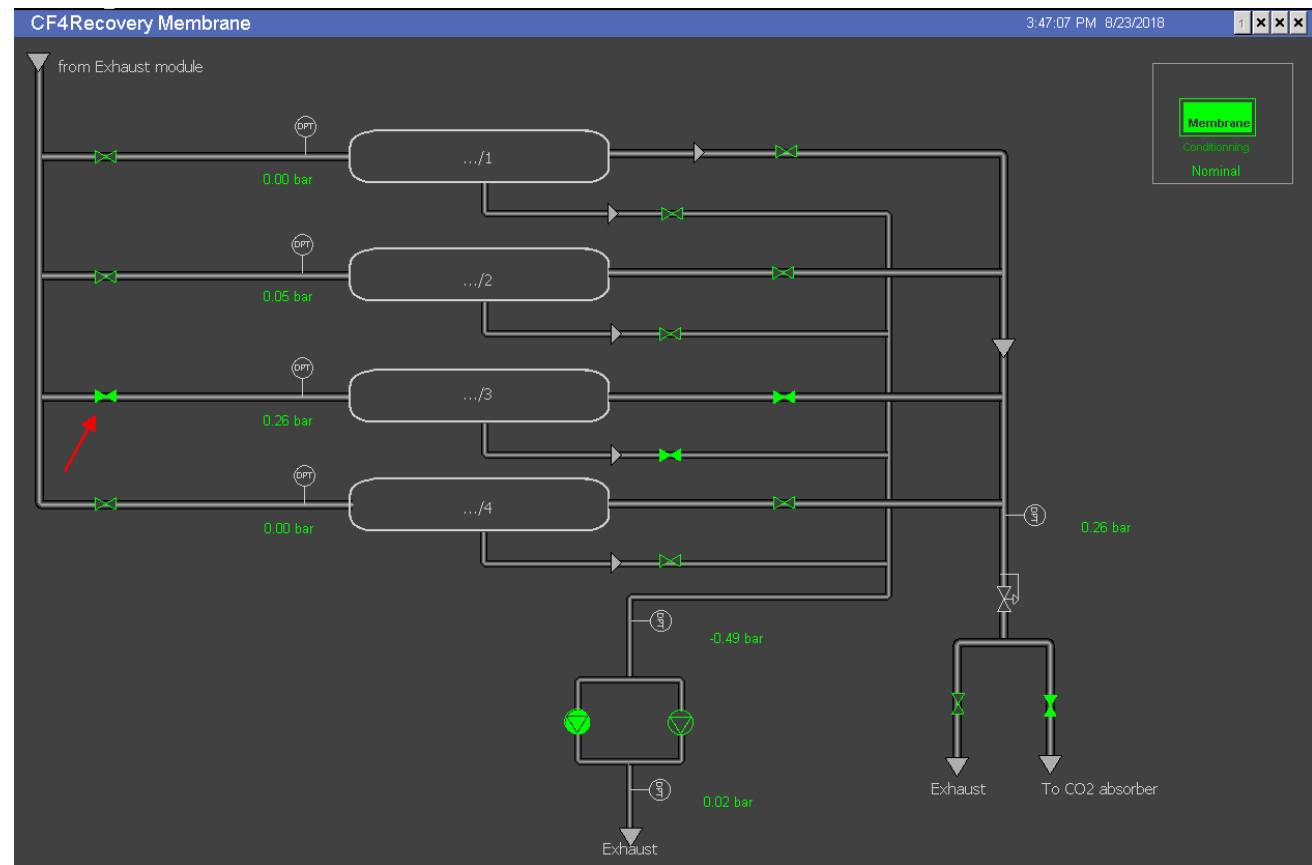 CF4Recovery Membrane
3:47:07 PM 8/23/2018
1
from Exhaust module
Membrane
Conditionning
Nominal
DPT
.../1
0.00 bar
DPT
.../2
0.05 bar
DPT
.../3
0.26 bar
DPT
.../4
0.00 bar
DPT
0.26 bar
DPT
-0.49 bar
DPT
0.02 bar
Exhaust
To CO2 absorber
Exhaust